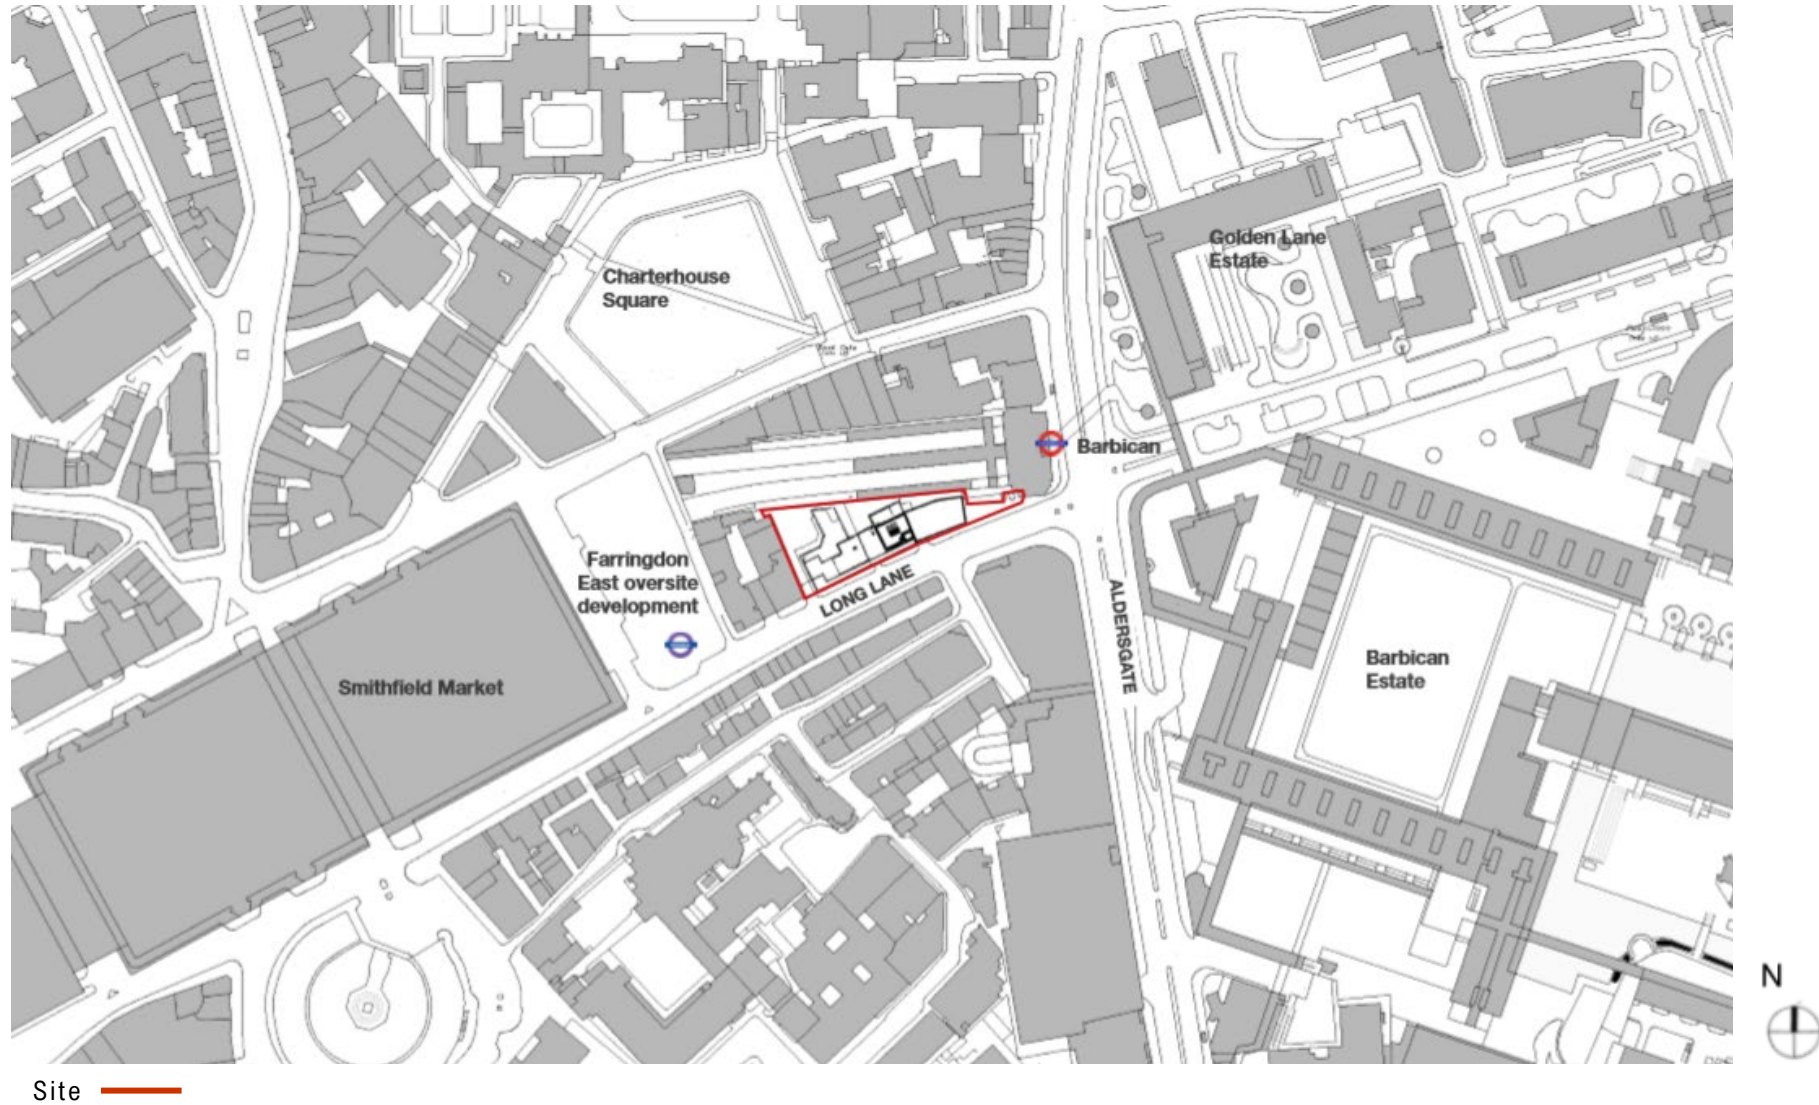 Golden Lane
Estate
Charterhouse
Square
Barbican
Farringdon
East oversite
development
LONG LANE
ALDERSGATE
Barbican
Estate
Smithfield Market
N
Site